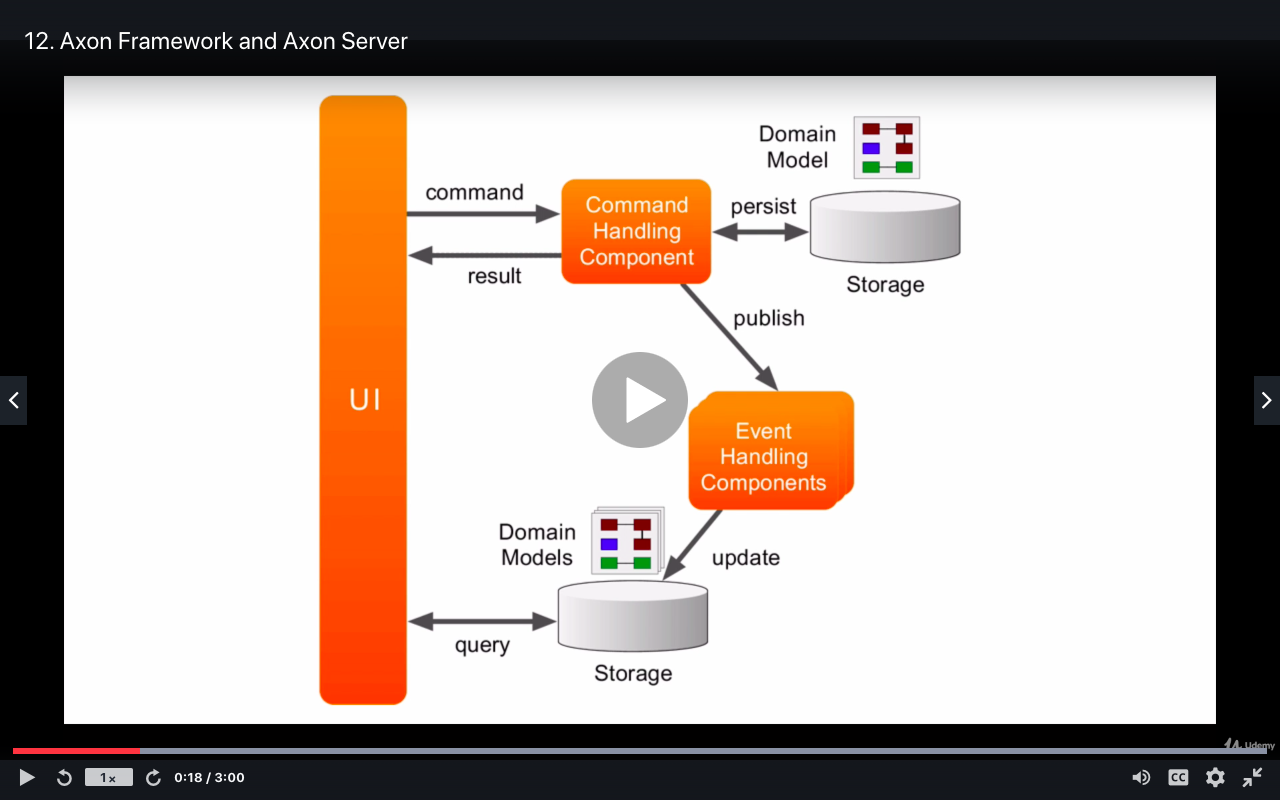 12. Axon Framework and Axon Server
Domain
Model
command
Command
Handling
Component
persist
result
Storage
publish
UI
Event
Handling
Components
Domain
Models
update
query
Storage
Udemy
1x
0:18 / 3:00
CC